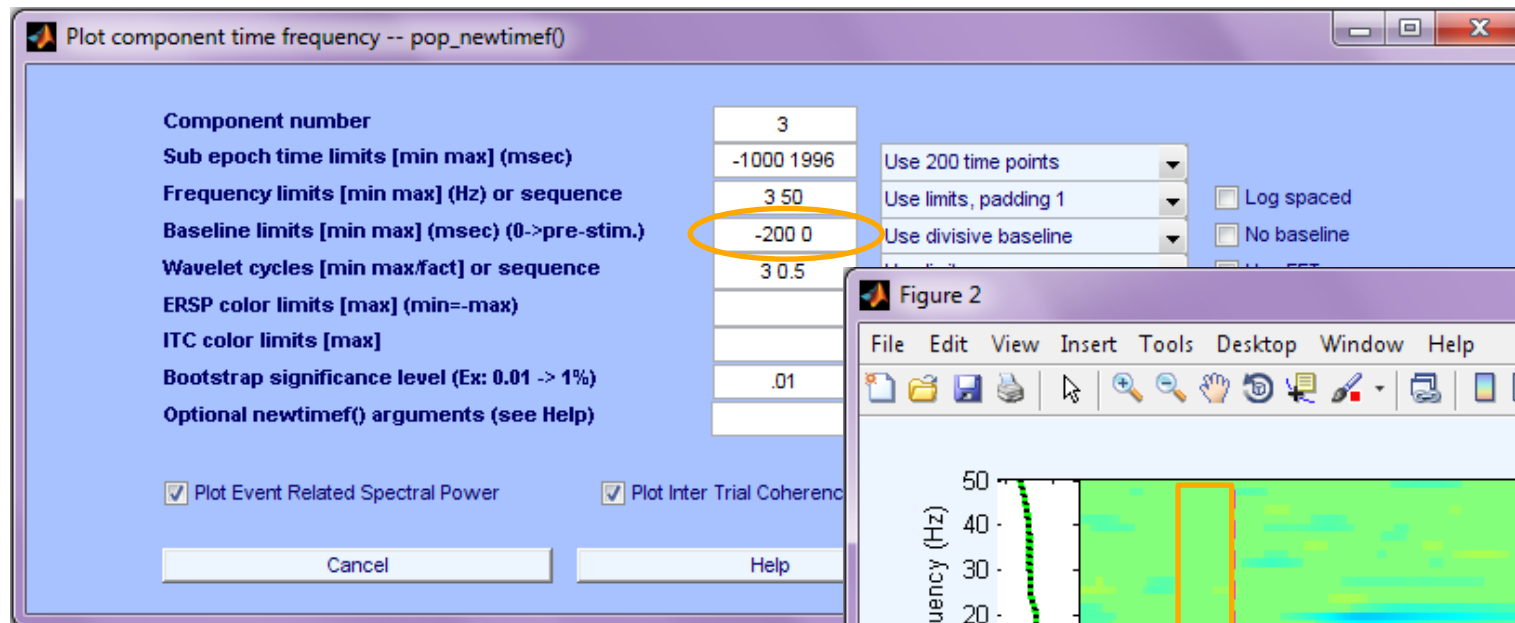 Plot component time frequency -- pop_newtimef()
Component number 3
Sub epoch time limits [min max] (msec) -1000 1996 Use 200 time points
Frequency limits [min max] (Hz) or sequence 3 50 Use limits, padding 1 Log spaced
Baseline limits [min max] (msec) (0->pre-stim.) -200 0 Use divisive baseline No baseline
Wavelet cycles [min max/fact] or sequence 3 0.5
ERSP color limits [max] (min=-max)
ITC color limits [max]
Bootstrap significance level (Ex: 0.01 -> 1%) .01
Optional newtimef() arguments (see Help)
Plot Event Related Spectral Power Plot Inter Trial Coherenc
Cancel Help
Figure 2
File Edit View Insert Tools Desktop Window Help
50
40
30
20
uency (Hz)